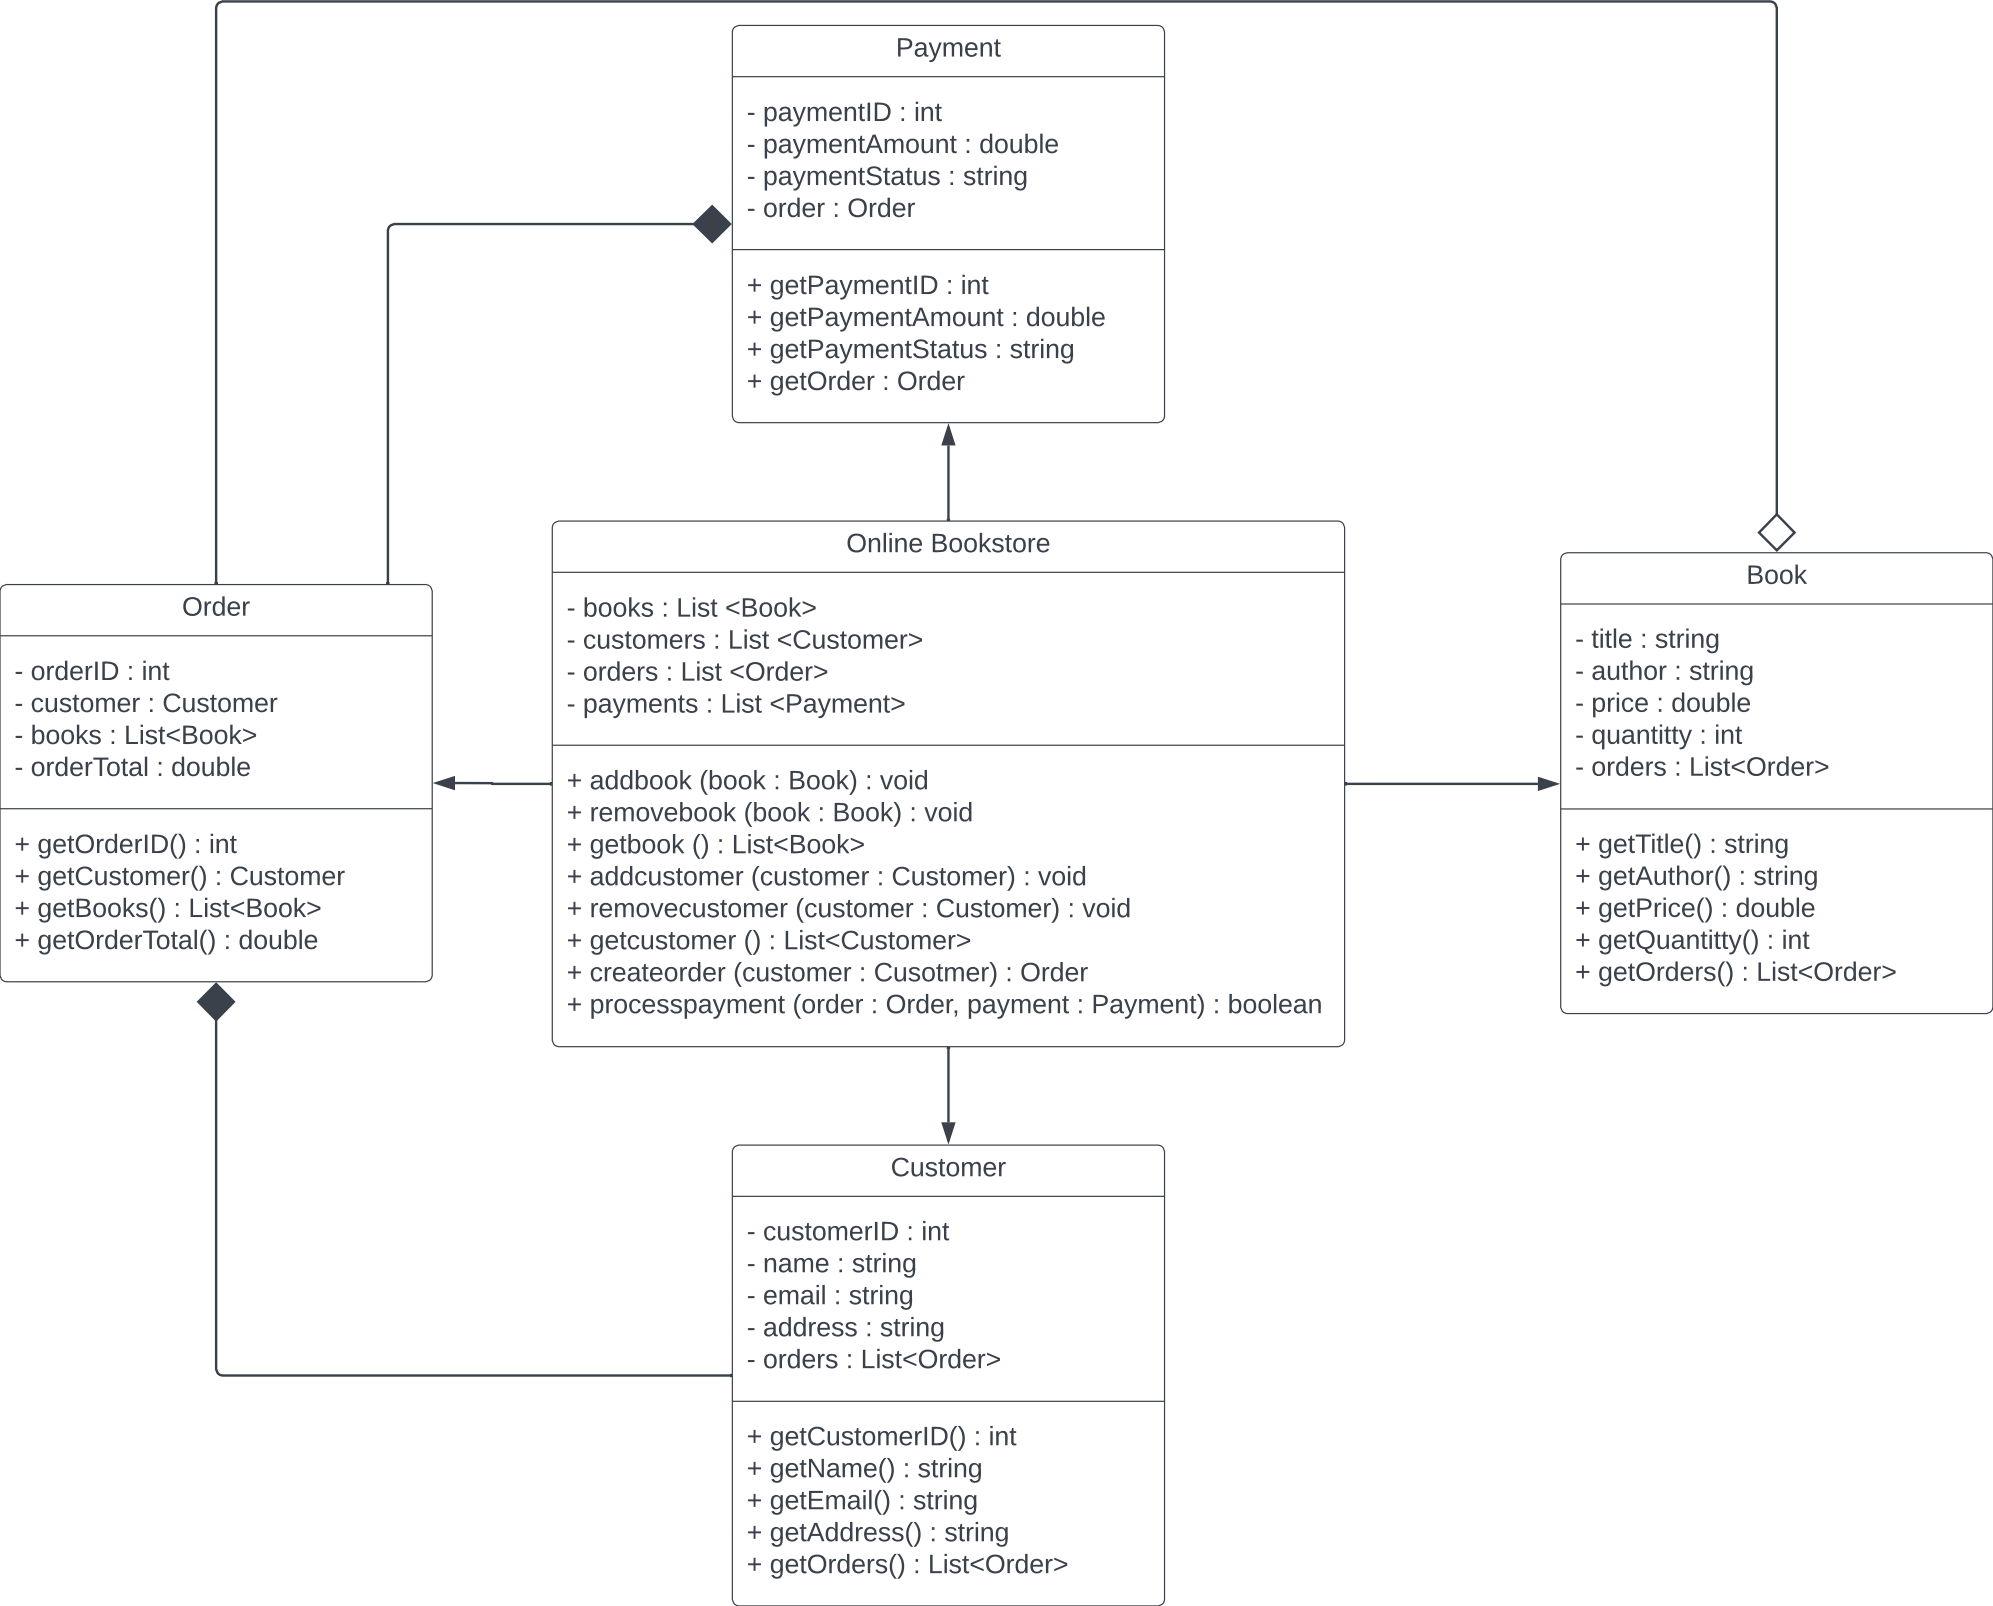 Payment
- paymentID : int
- paymentAmount : double
- paymentStatus : string
- order : Order
+ getPaymentID : int
+ getPaymentAmount : double
+ getPaymentStatus : string
+ getOrder : Order
Order
- orderID : int
- customer : Customer
- books : List<Book>
- orderTotal : double
+ getOrderID() : int
+ getCustomer() : Customer
+ getBooks() : List<Book>
+ getOrderTotal() : double
Online Bookstore
- books : List <Book>
- customers : List <Customer>
- orders : List <Order>
- payments : List <Payment>
+ addbook (book : Book) : void
+ removebook (book : Book) : void
+ getbook () : List<Book>
+ addcustomer (customer : Customer) : void
+ removecustomer (customer : Customer) : void
+ getcustomer () : List<Customer>
+ createorder (customer : Cusotmer) : Order
+ processpayment (order : Order, payment : Payment) : boolean
Book
- title : string
- author : string
- price : double
- quantitty : int
- orders : List<Order>
+ getTitle() : string
+ getAuthor() : string
+ getPrice() : double
+ getQuantitty() : int
+ getOrders() : List<Order>
Customer
- customerID : int
- name : string
- email : string
- address : string
- orders : List<Order>
+ getCustomerID() : int
+ getName() : string
+ getEmail() : string
+ getAddress() : string
+ getOrders() : List<Order>